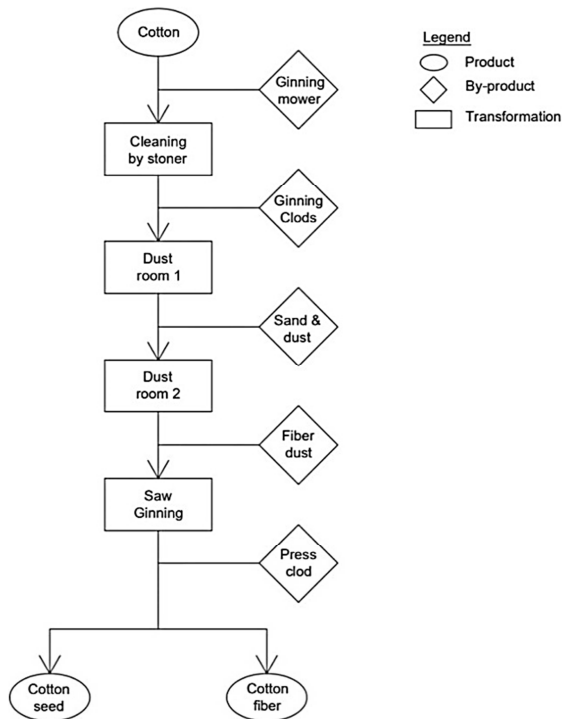 Cotton
Legend
Product
By-product
Transformation
Ginning
mower
Cleaning
by stoner
Ginning
Clods
Dust
room 1
Sand &
dust
Dust
room 2
Fiber
dust
Saw
Ginning
Press
clod
Cotton
seed
Cotton
fiber